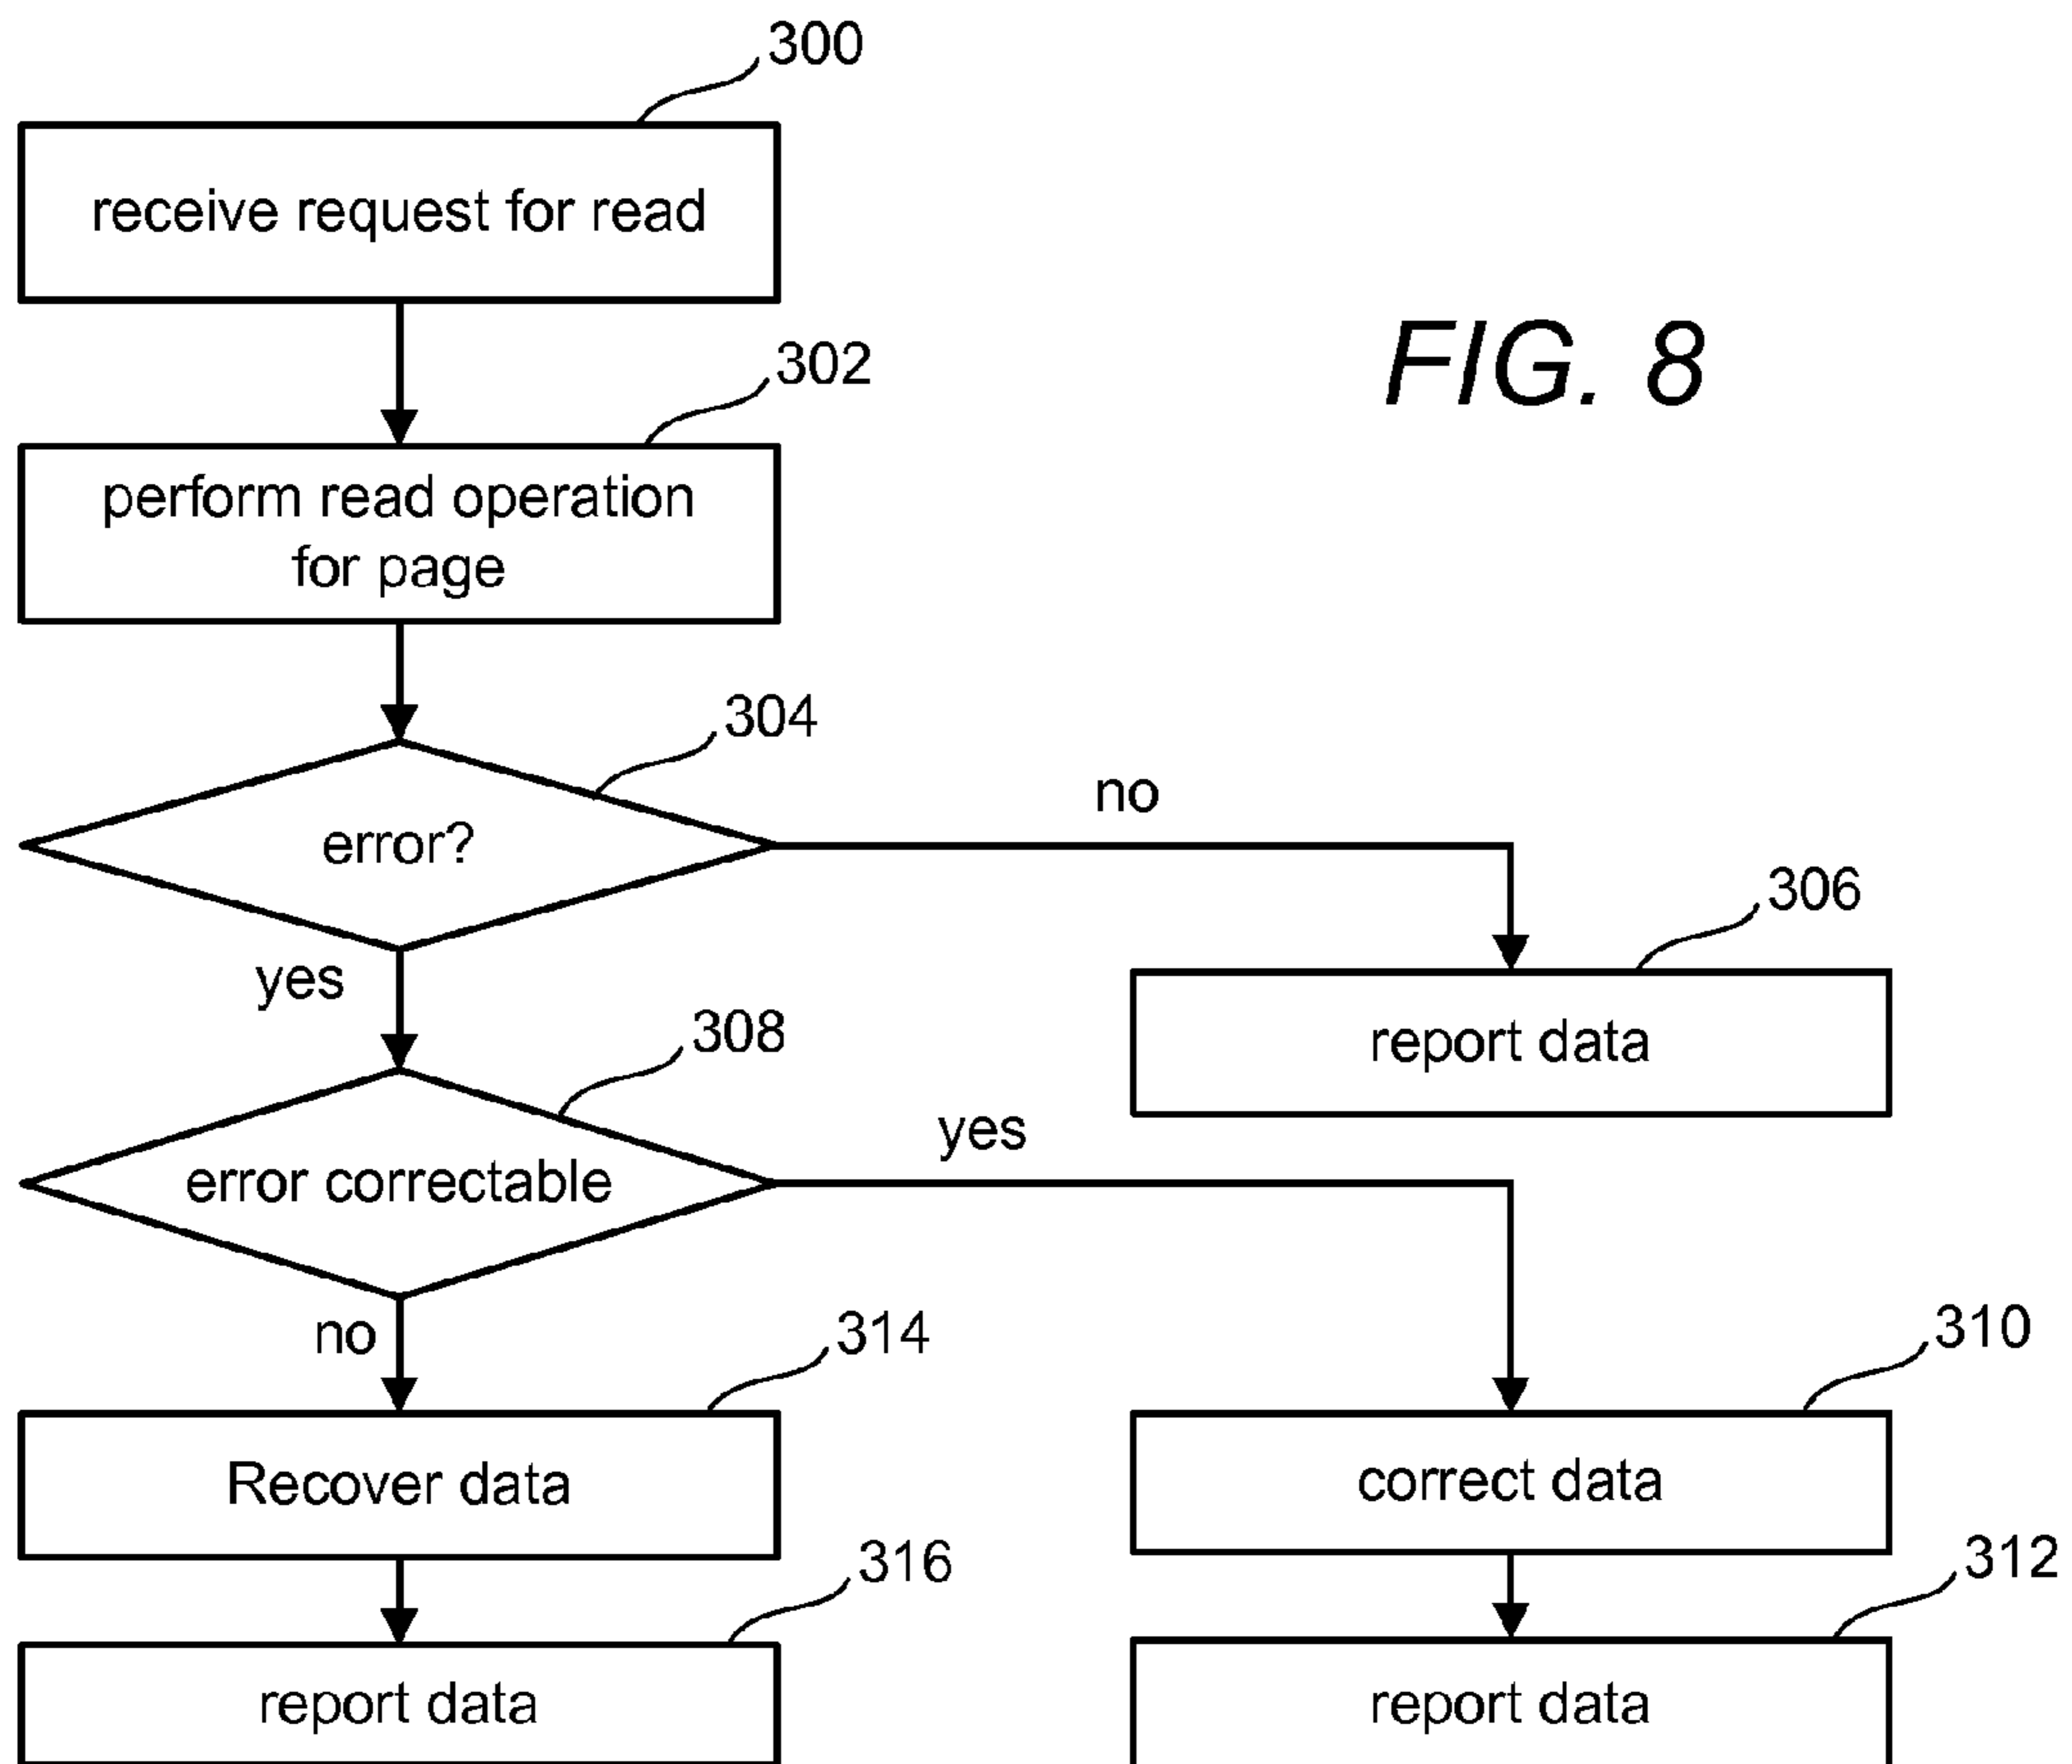 300
receive request for read
302
perform read operation
for page
FIG. 8
304
error?
no
306
report data
yes
308
error correctable
yes
no
314
Recover data
310
correct data
316
report data
312
report data